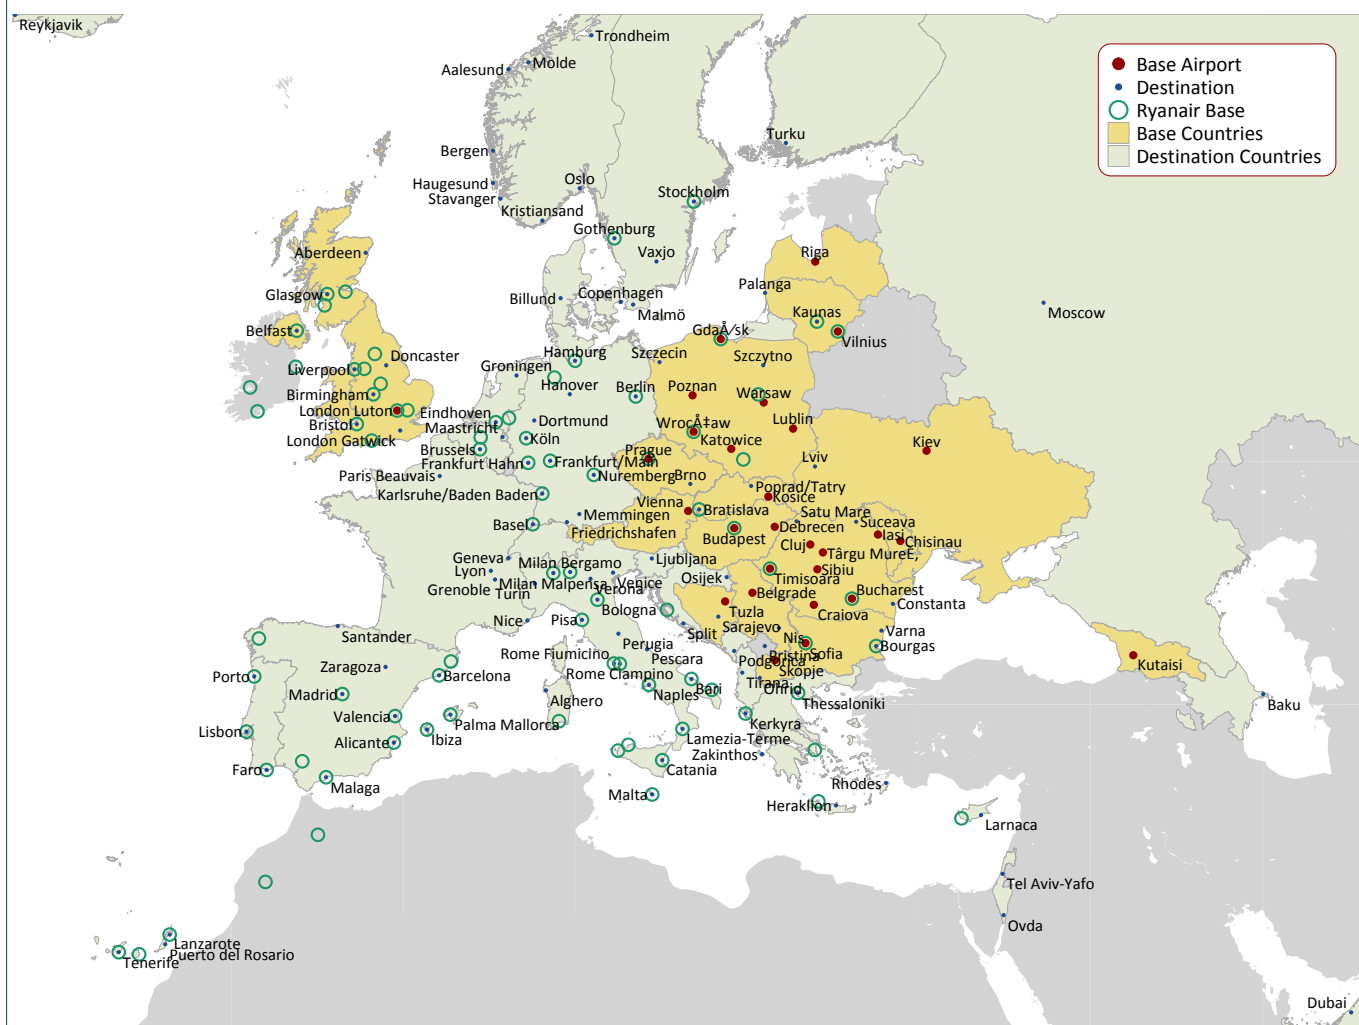 Reykjavik
Trondheim
Molde
Aalesund
Base Airport
Destination
Ryanair Base
Base Countries
Destination Countries
Turku
Bergen
Haugesund
Oslo
Stavanger
Stockholm
Kristiansand
Gothenburg
Aberdeen
Vaxjo
Riga
Palanga
Glasgow
Billund
Copenhagen
Malmö
Kaunas
Moscow
Belfast
GdaÅ⁄sk
Vilnius
Hamburg
Szczecin
Szczytno
Doncaster
Liverpool
Groningen
Hanover
Berlin
Poznan
Warsaw
Birmingham
London Luton
Eindhoven
Dortmund
Lublin
Bristol
Maastricht
WrocÅ‡aw
London Gatwick
Köln
Katowice
Kiev
Brussels
Prague
Frankfurt Hahn
Frankfurt/Main
Lviv
Paris Beauvais
Nuremberg
Brno
Poprad/Tatry
Karlsruhe/Baden Baden
Kosice
Vienna
Bratislava
Satu Mare
Memmingen
Suceava
Basel
Friedrichshafen
Budapest
Debrecen
Iasi
Cluj
Chisinau
Geneva
Milan Bergamo
Ljubljana
Târgu MureÈ‚
Lyon
Sibiu
Grenoble
Milan Malpensa
Venice
Osijek
Timisoara
Turin
Verona
Belgrade
Bucharest
Bologna
Tuzla
Craiova
Constanta
Nice
Pisa
Split
Sarajevo
Varna
Santander
Perugia
Nis
Sofia
Bourgas
Rome Fiumicino
Pescara
Podgorica
Pristina
Zaragoza
Rome Ciampino
Skopje
Kutaisi
Porto
Barcelona
Tirana
Madrid
Alghero
Naples
Bari
Ohrid
Baku
Valencia
Palma Mallorca
Thessaloniki
Lisbon
Ibiza
Kerkyra
Alicante
Lamezia-Terme
Zakinthos
Faro
Catania
Malaga
Rhodes
Malta
Heraklion
Larnaca
Tel Aviv-Yafo
Ovda
Lanzarote
Puerto del Rosario
Tenerife
Dubai